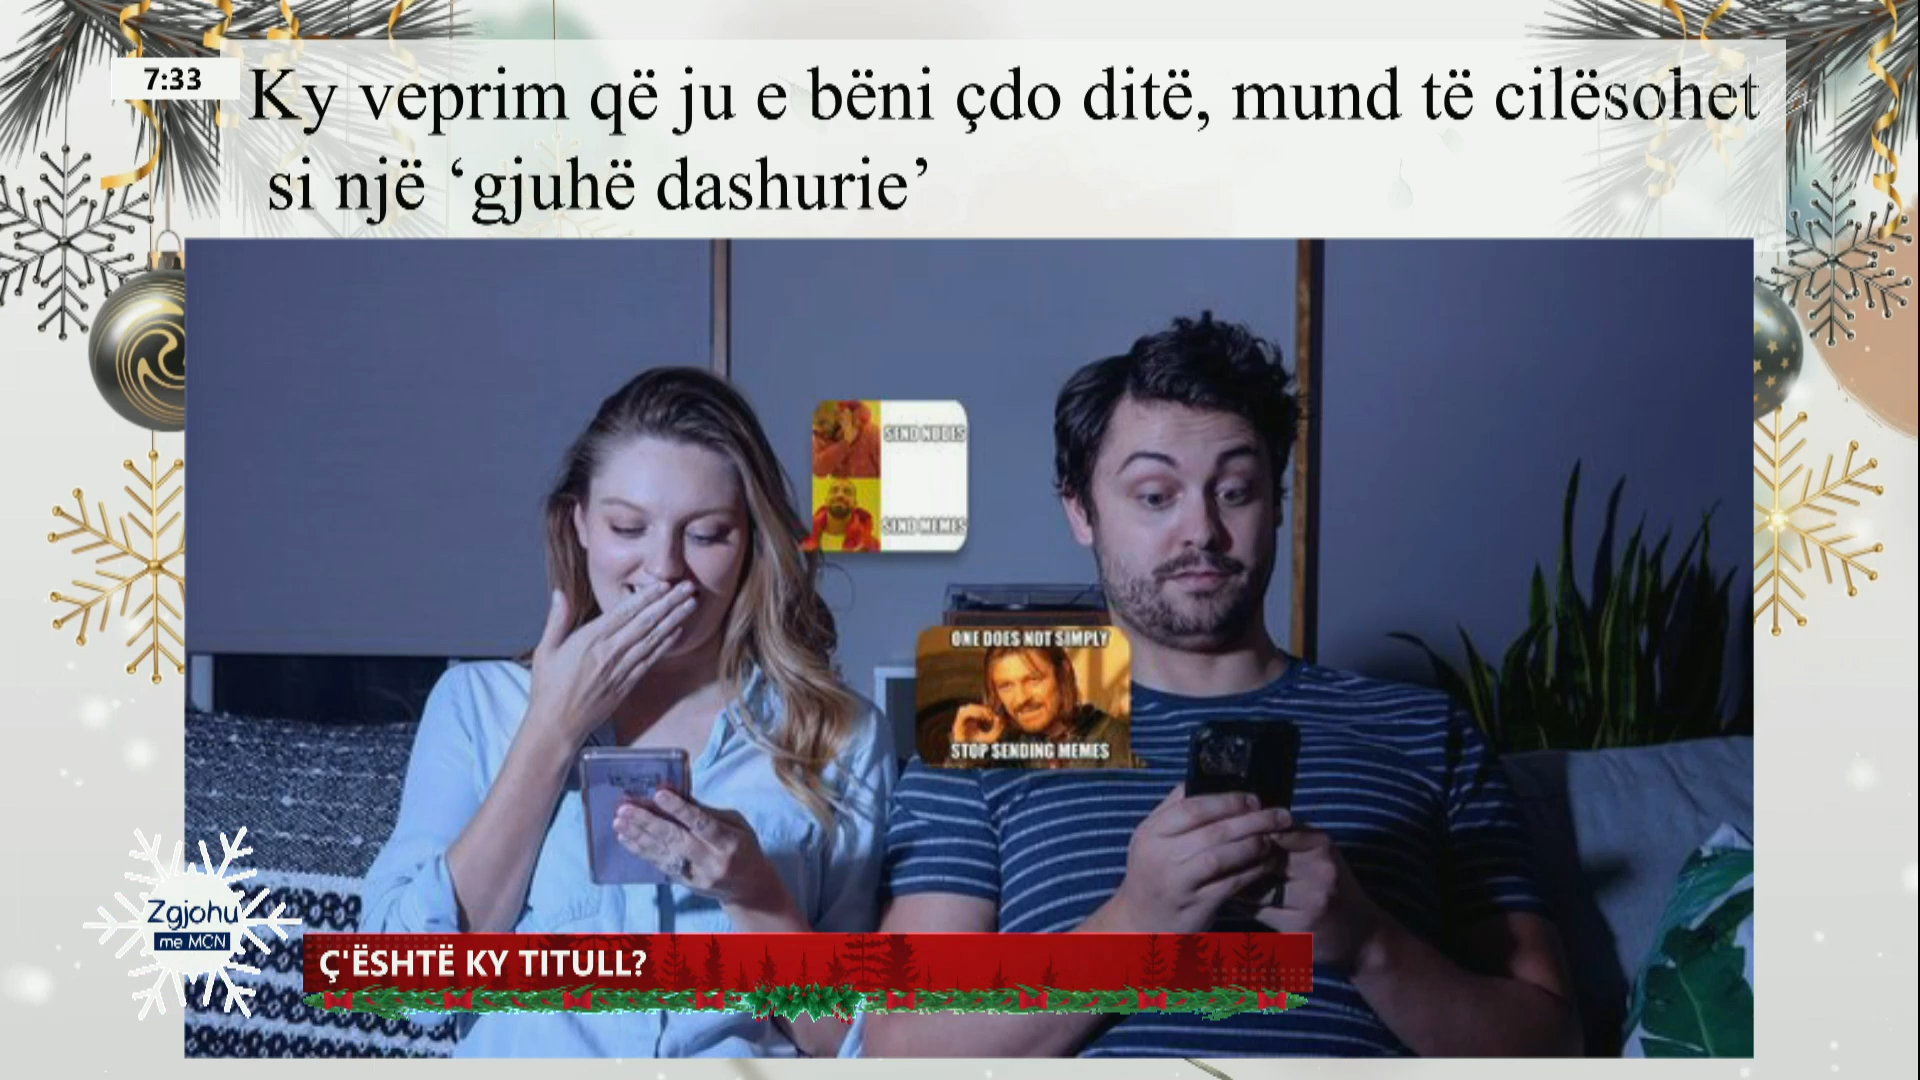 7:33
Ky veprim që ju e bëni çdo ditë, mund të cilësohet
si një ‘gjuhë dashurie’
SEND NUDES
SEND MEMES
ONE DOES NOT SIMPLY
STOP SENDING MEMES
Zgjohu
me MCN
Ç'ËSHTË KY TITULL?